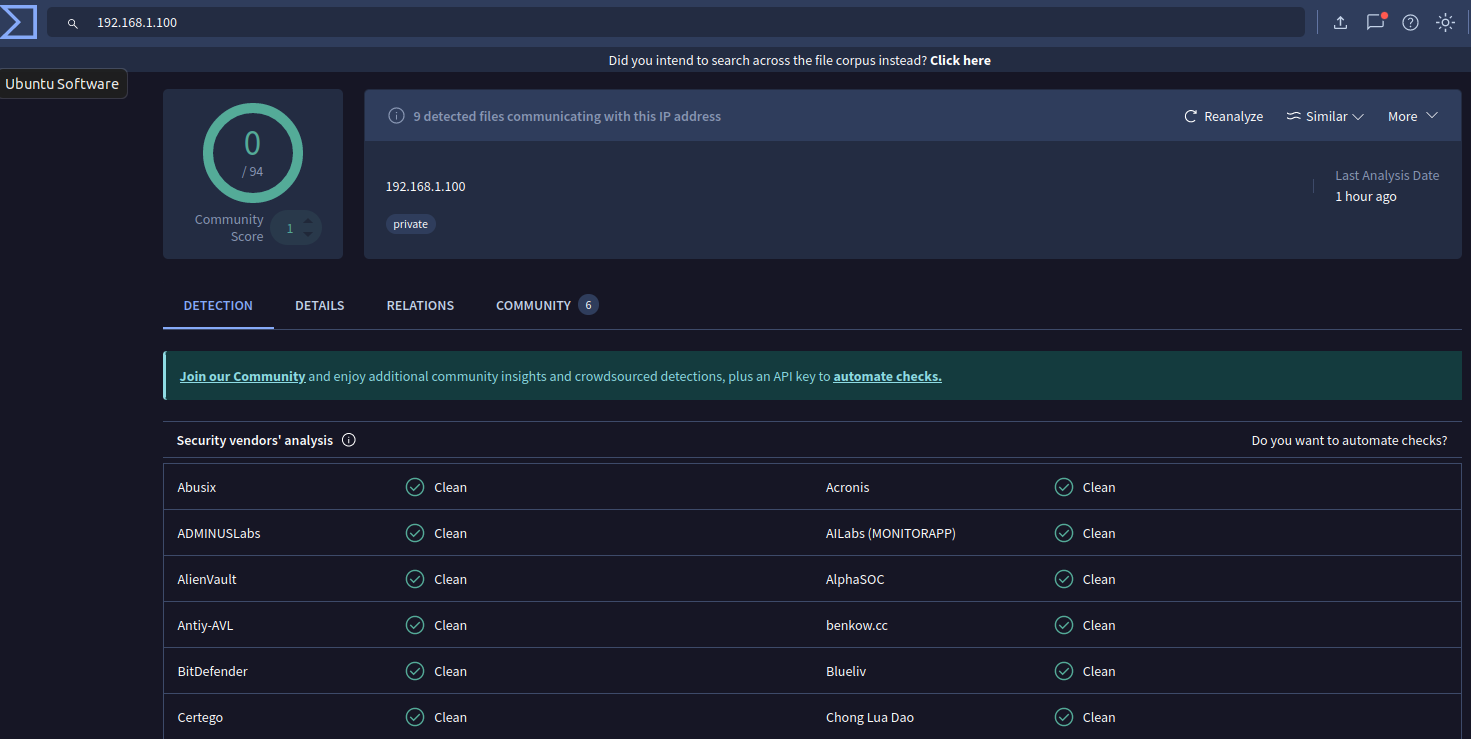 192.168.1.100
Did you intend to search across the file corpus instead? Click here
Ubuntu Software
0
/ 94
Community Score 1
9 detected files communicating with this IP address
Reanalyze Similar More
192.168.1.100
private
Last Analysis Date
1 hour ago
DETECTION DETAILS RELATIONS COMMUNITY 6
Join our Community and enjoy additional community insights and crowdsourced detections, plus an API key to automate checks.
Security vendors' analysis Do you want to automate checks?
Abusix Clean Acronis Clean
ADMINUSLabs Clean AILabs (MONITORAPP) Clean
AlienVault Clean AlphaSOC Clean
Antiy-AVL Clean benkow.cc Clean
BitDefender Clean Blueliv Clean
Certego Clean Chong Lua Dao Clean